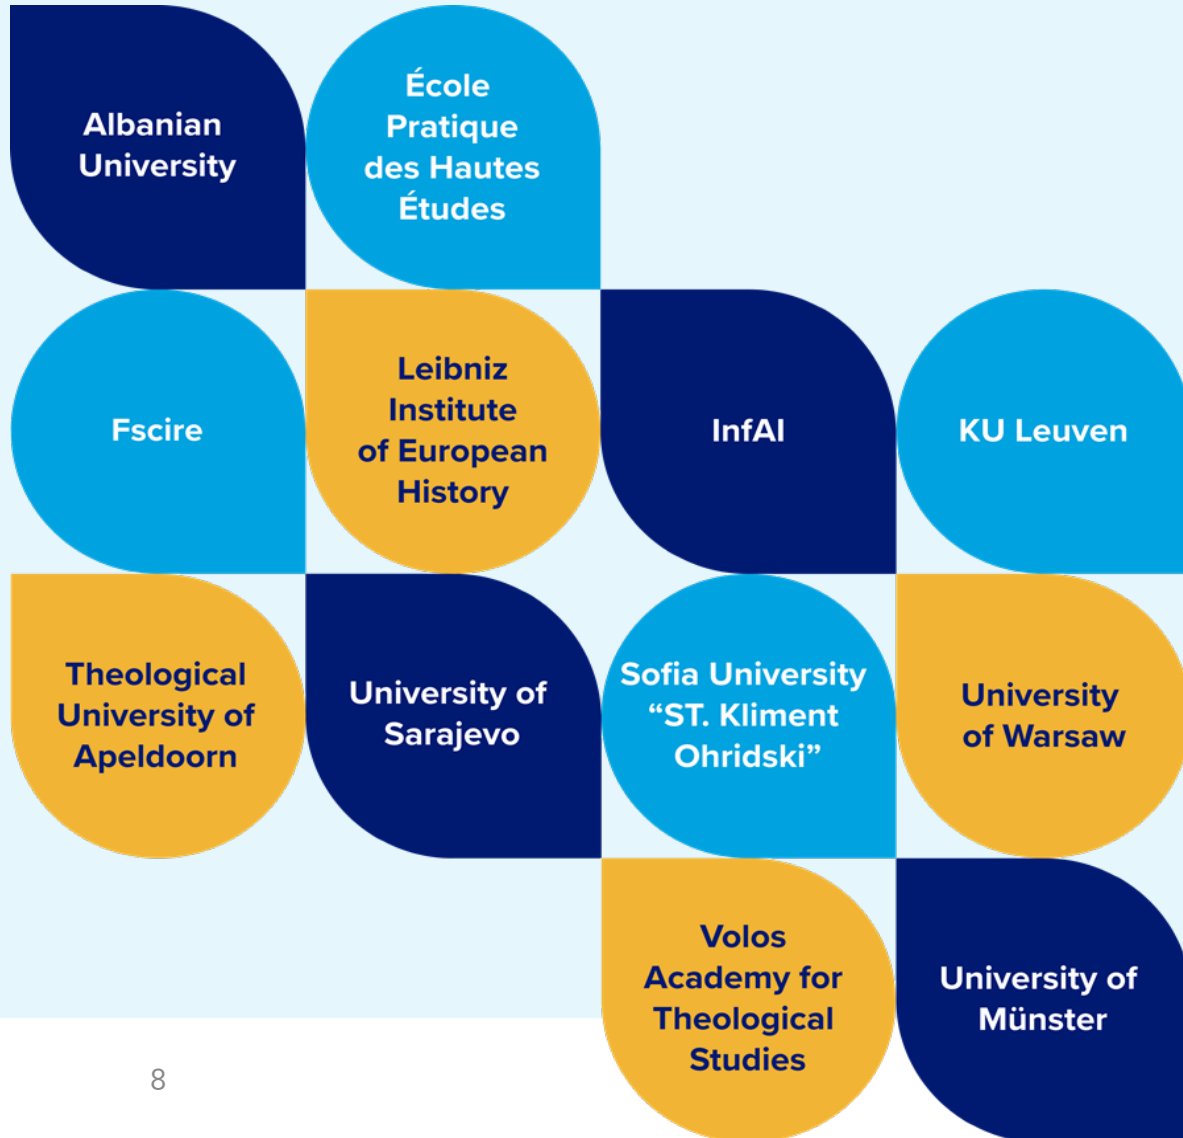 Albanian
University
École
Pratique
des Hautes
Études
Fscire
Leibniz
Institute
of European
History
InfAI
KU Leuven
Theological
University of
Apeldoorn
University of
Sarajevo
Sofia University
“ST. Kliment
Ohridski”
University
of Warsaw
Volos
Academy for
Theological
Studies
University of
Münster
8